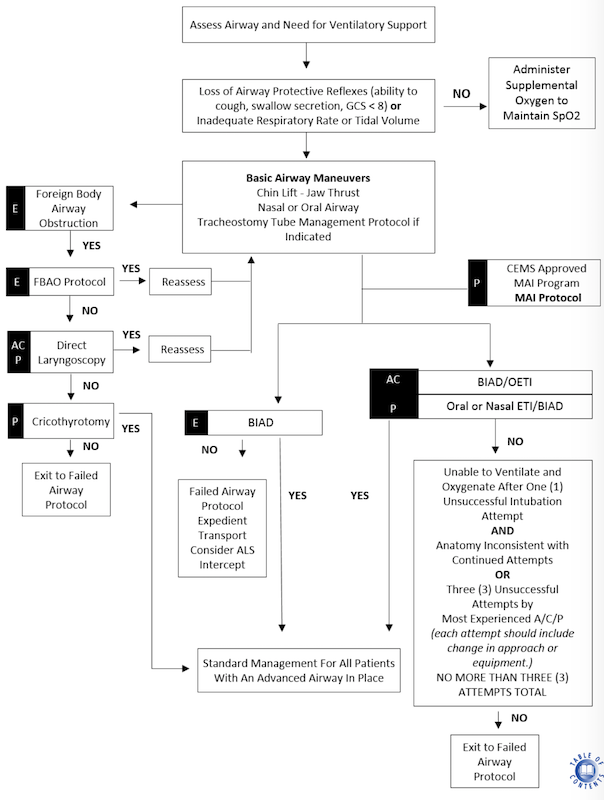 Assess Airway and Need for Ventilatory Support
Loss of Airway Protective Reflexes (ability to
cough, swallow secretion, GCS < 8) or
Inadequate Respiratory Rate or Tidal Volume
NO
Administer
Supplemental
Oxygen to
Maintain SpO2
Basic Airway Maneuvers
Chin Lift - Jaw Thrust
Nasal or Oral Airway
Tracheostomy Tube Management Protocol if
Indicated
E
Foreign Body
Airway
Obstruction
YES
E
FBAO Protocol
YES
Reassess
NO
AC
P
Direct
Laryngoscopy
YES
Reassess
NO
P
Cricothyrotomy
YES
NO
Exit to Failed
Airway
Protocol
P
CEMS Approved
MAI Program
MAI Protocol
E
BIAD
NO
YES
Failed Airway
Protocol
Expedient
Transport
Consider ALS
Intercept
AC
P
BIAD/OETI
Oral or Nasal ETI/BIAD
YES
NO
Unable to Ventilate and
Oxygenate After One (1)
Unsuccessful Intubation
Attempt
AND
Anatomy Inconsistent with
Continued Attempts
OR
Three (3) Unsuccessful
Attempts by
Most Experienced A/C/P
(each attempt should include
change in approach or
equipment.)
NO MORE THAN THREE (3)
ATTEMPTS TOTAL
Standard Management For All Patients
With An Advanced Airway In Place
NO
Exit to Failed
Airway
Protocol
TABLE OF
CONTENTS